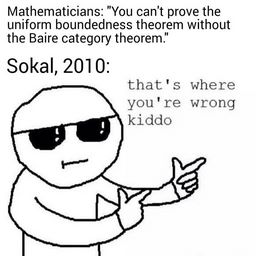 Mathematicians: "You can't prove the
uniform boundedness theorem without
the Baire category theorem."
Sokal, 2010:
that's where
you're wrong
kiddo